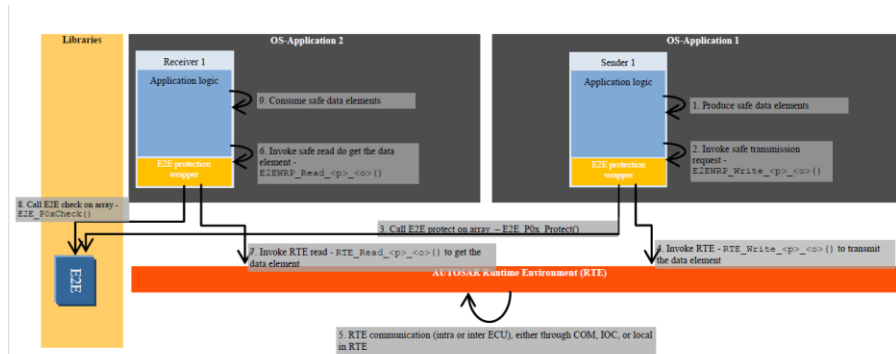 Libraries
OS-Application 2
OS-Application 1
Receiver 1
Application logic
9. Consume safe data elements
6. Invoke safe read do get the data
element -
E2EWRP_Read_<p>_<o>()
E2E protection
wrapper
Sender 1
Application logic
1. Produce safe data elements
2. Invoke safe transmission
request -
E2EWRP_Write_<p>_<o>()
E2E protection
wrapper
8. Call E2E check on array -
E2E_P0xCheck()
3. Call E2E protect on array – E2E_P0x_Protect()
7. Invoke RTE read - RTE_Read_<p>_<o>() to get the
data element
4. Invoke RTE - RTE_Write_<p>_<o>() to transmit
the data element
E2E
AUTOSAR Runtime Environment (RTE)
5. RTE communication (intra or inter ECU), either through COM, IOC, or local
in RTE